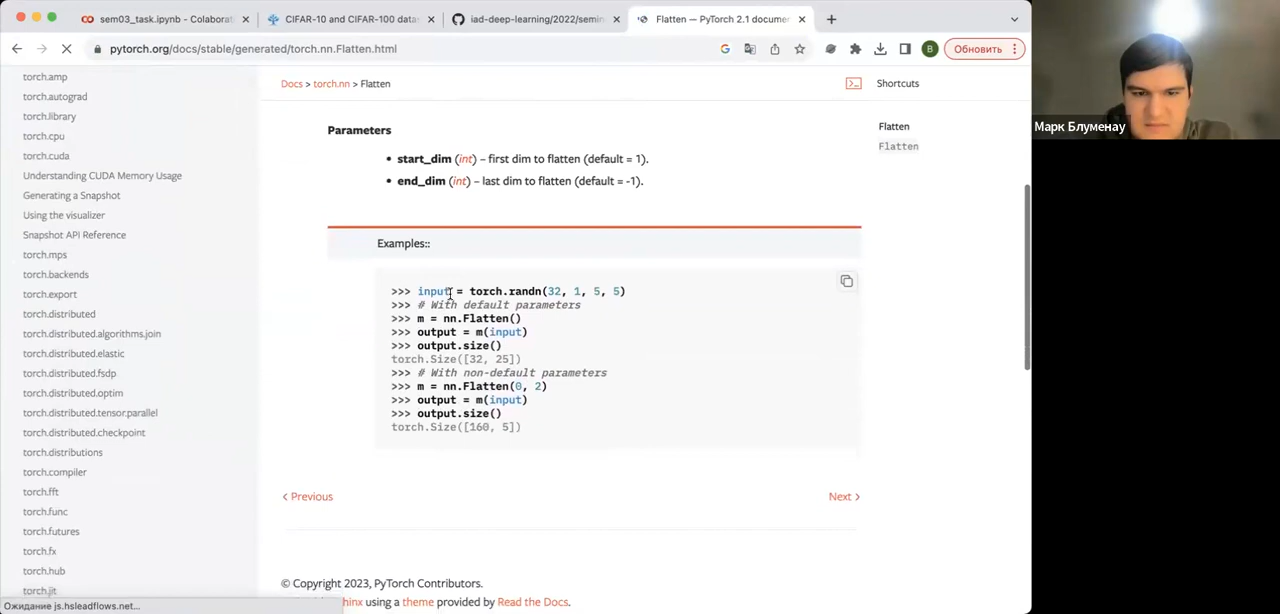 sem03_task.ipynb - Colaborat
CIFAR-10 and CIFAR-100 data
iad-deep-learning/2022/semin
Flatten — PyTorch 2.1 docume
pytorch.org/docs/stable/generated/torch.nn.Flatten.html
B
Обновить
torch.amp
torch.autograd
torch.library
torch.cpu
torch.cuda
Understanding CUDA Memory Usage
Generating a Snapshot
Using the visualizer
Snapshot API Reference
torch.mps
torch.backends
torch.export
torch.distributed
torch.distributed.algorithms.join
torch.distributed.elastic
torch.distributed.fsdp
torch.distributed.optim
torch.distributed.tensor.parallel
torch.distributed.checkpoint
torch.distributions
torch.compiler
torch.fft
torch.func
torch.futures
torch.fx
torch.hub
torch.jit
Ожидание js.hsleadflows.net...
Docs > torch.nn > Flatten
Shortcuts
Parameters
• start_dim (int) – first dim to flatten (default = 1).
• end_dim (int) – last dim to flatten (default = -1).
Examples::
>>> input = torch.randn(32, 1, 5, 5)
>>> # With default parameters
>>> m = nn.Flatten()
>>> output = m(input)
>>> output.size()
torch.Size([32, 25])
>>> # With non-default parameters
>>> m = nn.Flatten(0, 2)
>>> output = m(input)
>>> output.size()
torch.Size([160, 5])
Previous
Next
© Copyright 2023, PyTorch Contributors.
hinx using a theme provided by Read the Docs.
Flatten
Flatten
Марк Блуменау